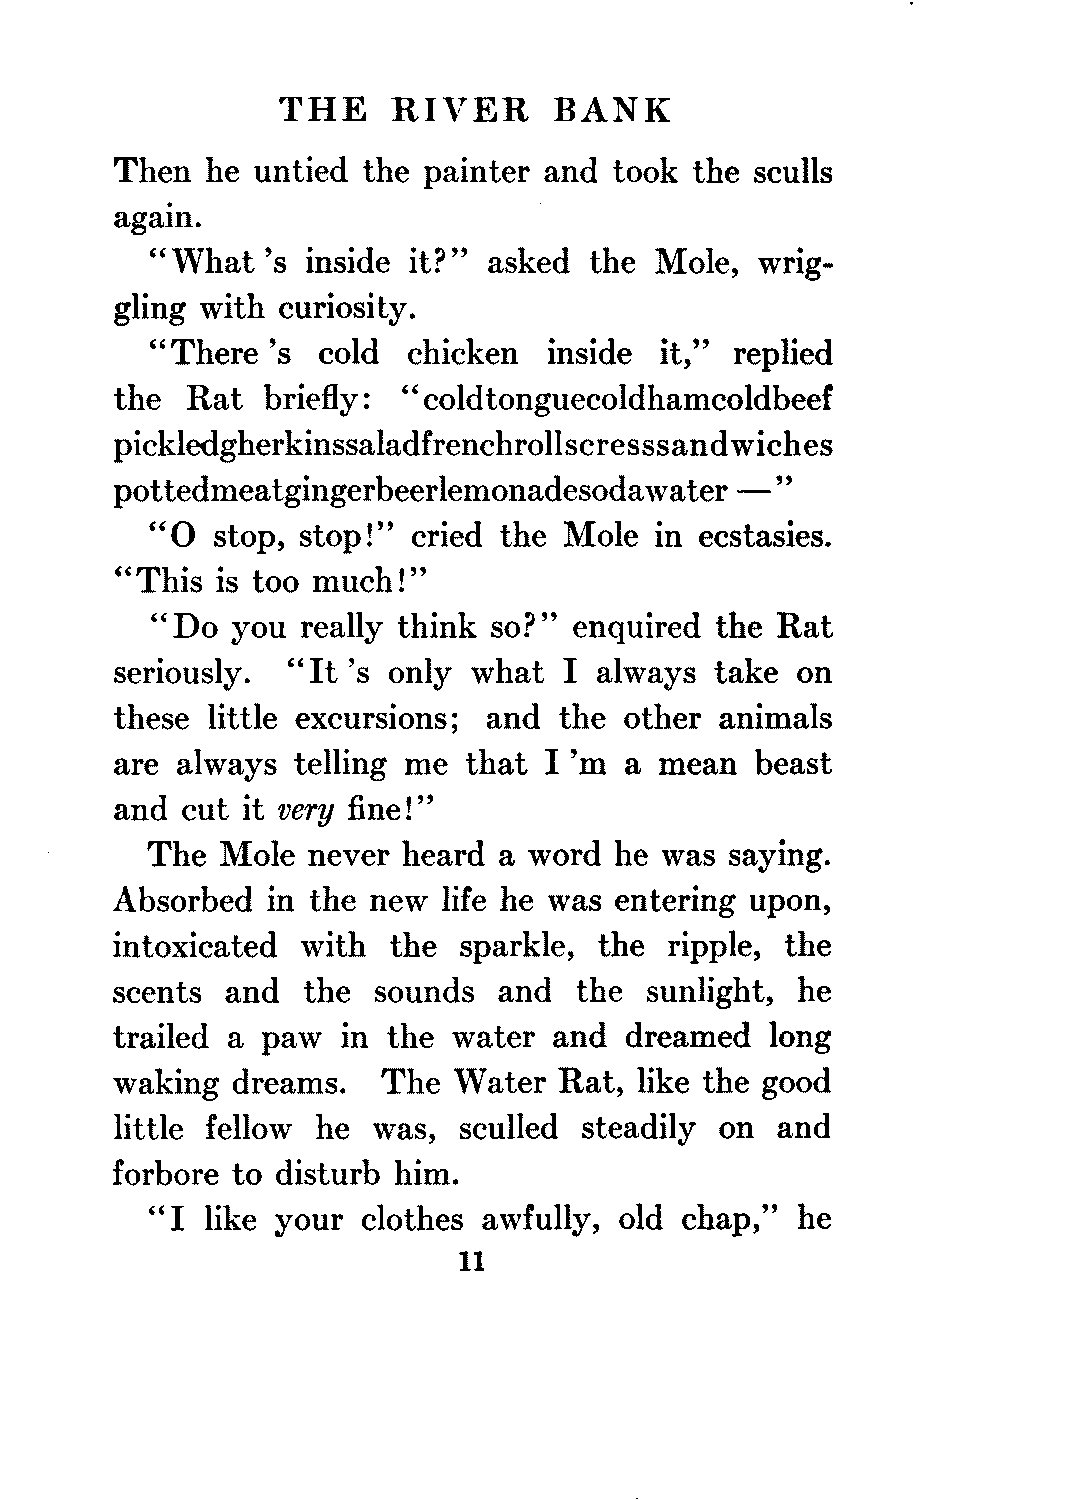 THE RIVER BANK
Then he untied the painter and took the sculls
again.
“What ’s inside it?” asked the Mole, wrig-
gling with curiosity.
“There ’s cold chicken inside it,” replied
the Rat briefly: “coldtonguecoldhamcoldbeef
pickledgherkinssaladfrenchrollscresssandwiches
pottedmeatgingerbeerlemonadesodawater —”
“O stop, stop!” cried the Mole in ecstasies.
“This is too much!”
“Do you really think so?” enquired the Rat
seriously. “It ’s only what I always take on
these little excursions; and the other animals
are always telling me that I ’m a mean beast
and cut it very fine!”
The Mole never heard a word he was saying.
Absorbed in the new life he was entering upon,
intoxicated with the sparkle, the ripple, the
scents and the sounds and the sunlight, he
trailed a paw in the water and dreamed long
waking dreams. The Water Rat, like the good
little fellow he was, sculled steadily on and
forbore to disturb him.
“I like your clothes awfully, old chap,” he
11